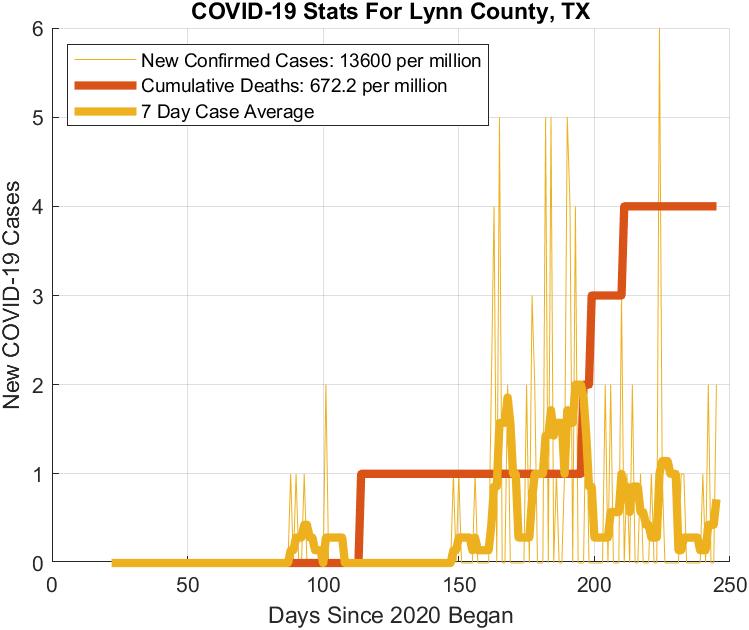 COVID-19 Stats For Lynn County, TX
New Confirmed Cases: 13600 per million
Cumulative Deaths: 672.2 per million
7 Day Case Average
New COVID-19 Cases
6
5
4
3
2
1
0
0 50 100 150 200 250
Days Since 2020 Began